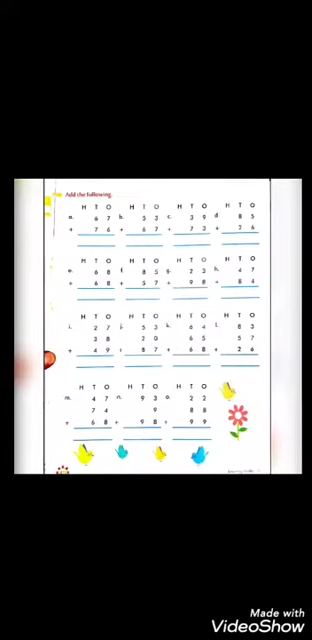 Add the following.
H T O H T O H T O H T O
a. 6 7 b. 5 3 c. 3 9 d. 8 5
+ 7 6 + 6 7 + 7 3 + 2 6
H T O H T O H T O H T O
e. 6 8 f. 8 5 g. 2 3 h. 4 7
+ 6 8 + 5 7 + 9 8 + 8 4
H T O H T O H T O H T O
i. 2 7 j. 5 3 k. 6 4 l. 8 3
3 8 2 0 6 5 5 7
+ 4 9 + 8 7 + 6 8 + 2 6
H T O H T O H T O
m. 4 7 n. 9 3 o. 2 2
7 4 9 8 8
+ 6 8 + 9 8 + 9 9
Made with
VideoShow